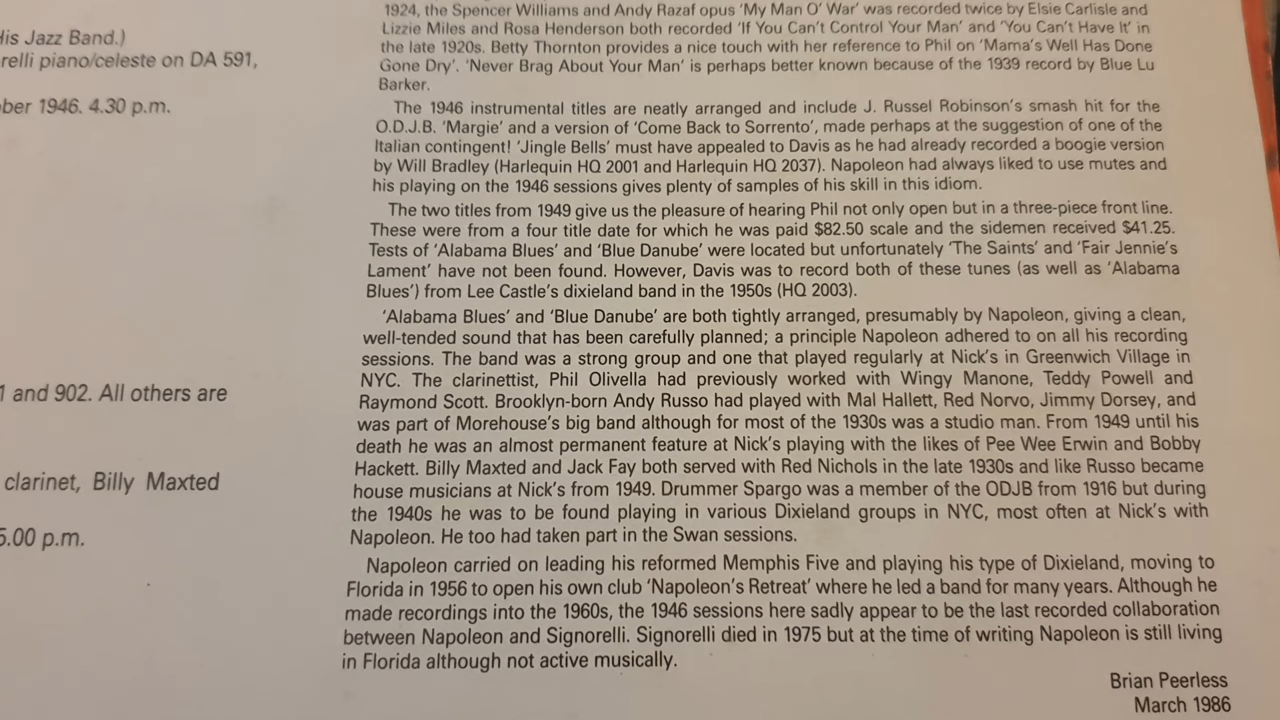 His Jazz Band.)
relli piano/celeste on DA 591,
ber 1946. 4.30 p.m.
1 and 902. All others are
clarinet, Billy Maxted
5.00 p.m.
1924, the Spencer Williams and Andy Razaf opus 'My Man O' War' was recorded twice by Elsie Carlisle and
Lizzie Miles and Rosa Henderson both recorded 'If You Can't Control Your Man' and 'You Can't Have It' in
the late 1920s. Betty Thornton provides a nice touch with her reference to Phil on 'Mama's Well Has Done
Gone Dry'. 'Never Brag About Your Man' is perhaps better known because of the 1939 record by Blue Lu
Barker.
The 1946 instrumental titles are neatly arranged and include J. Russel Robinson's smash hit for the
O.D.J.B. 'Margie' and a version of 'Come Back to Sorrento', made perhaps at the suggestion of one of the
Italian contingent! 'Jingle Bells' must have appealed to Davis as he had already recorded a boogie version
by Will Bradley (Harlequin HQ 2001 and Harlequin HQ 2037). Napoleon had always liked to use mutes and
his playing on the 1946 sessions gives plenty of samples of his skill in this idiom.
The two titles from 1949 give us the pleasure of hearing Phil not only open but in a three-piece front line.
These were from a four title date for which he was paid $82.50 scale and the sidemen received $41.25.
Tests of 'Alabama Blues' and 'Blue Danube' were located but unfortunately 'The Saints' and 'Fair Jennie's
Lament' have not been found. However, Davis was to record both of these tunes (as well as 'Alabama
Blues') from Lee Castle's dixieland band in the 1950s (HQ 2003).
'Alabama Blues' and 'Blue Danube' are both tightly arranged, presumably by Napoleon, giving a clean,
well-tended sound that has been carefully planned; a principle Napoleon adhered to on all his recording
sessions. The band was a strong group and one that played regularly at Nick's in Greenwich Village in
NYC. The clarinettist, Phil Olivella had previously worked with Wingy Manone, Teddy Powell and
Raymond Scott. Brooklyn-born Andy Russo had played with Mal Hallett, Red Norvo, Jimmy Dorsey, and
was part of Morehouse's big band although for most of the 1930s was a studio man. From 1949 until his
death he was an almost permanent feature at Nick's playing with the likes of Pee Wee Erwin and Bobby
Hackett. Billy Maxted and Jack Fay both served with Red Nichols in the late 1930s and like Russo became
house musicians at Nick's from 1949. Drummer Spargo was a member of the ODJB from 1916 but during
the 1940s he was to be found playing in various Dixieland groups in NYC, most often at Nick's with
Napoleon. He too had taken part in the Swan sessions.
Napoleon carried on leading his reformed Memphis Five and playing his type of Dixieland, moving to
Florida in 1956 to open his own club 'Napoleon's Retreat' where he led a band for many years. Although he
made recordings into the 1960s, the 1946 sessions here sadly appear to be the last recorded collaboration
between Napoleon and Signorelli. Signorelli died in 1975 but at the time of writing Napoleon is still living
in Florida although not active musically.
Brian Peerless
March 1986